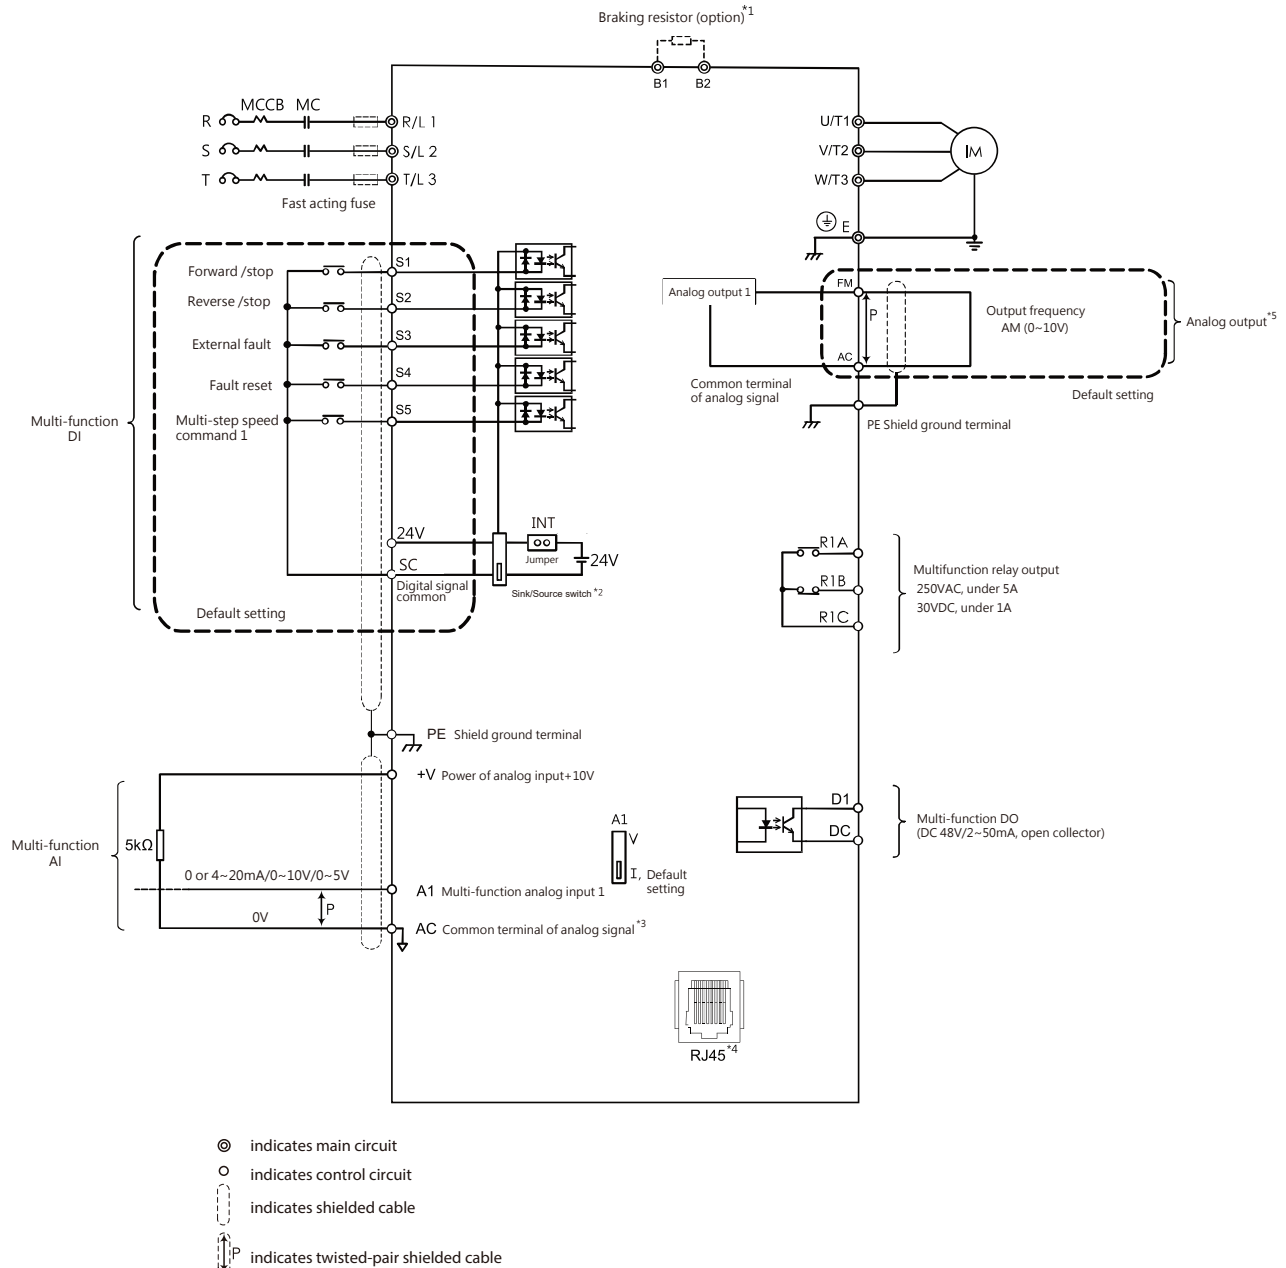 Braking resistor (option)*1
B1 B2
MCCB MC
R R/L 1
S S/L 2
T T/L 3
Fast acting fuse
U/T1
V/T2
W/T3
IM
E
Multi-function
DI
Forward /stop S1
Reverse /stop S2
External fault S3
Fault reset S4
Multi-step speed
command 1
S5
24V
SC
Digital signal
common
INT
Jumper
24V
Sink/Source switch *2
Default setting
Analog output 1
FM
P
AC
Output frequency
AM (0~10V)
Analog output*5
Common terminal
of analog signal
Default setting
PE Shield ground terminal
R1A
R1B
R1C
Multifunction relay output
250VAC, under 5A
30VDC, under 1A
PE Shield ground terminal
+V Power of analog input+10V
Multi-function
AI
5kΩ
0 or 4~20mA/0~10V/0~5V
P
0V
A1 Multi-function analog input 1
AC Common terminal of analog signal*3
A1
V
I, Default
setting
D1
DC
Multi-function DO
(DC 48V/2~50mA, open collector)
RJ45*4
indicates main circuit
indicates control circuit
indicates shielded cable
P indicates twisted-pair shielded cable